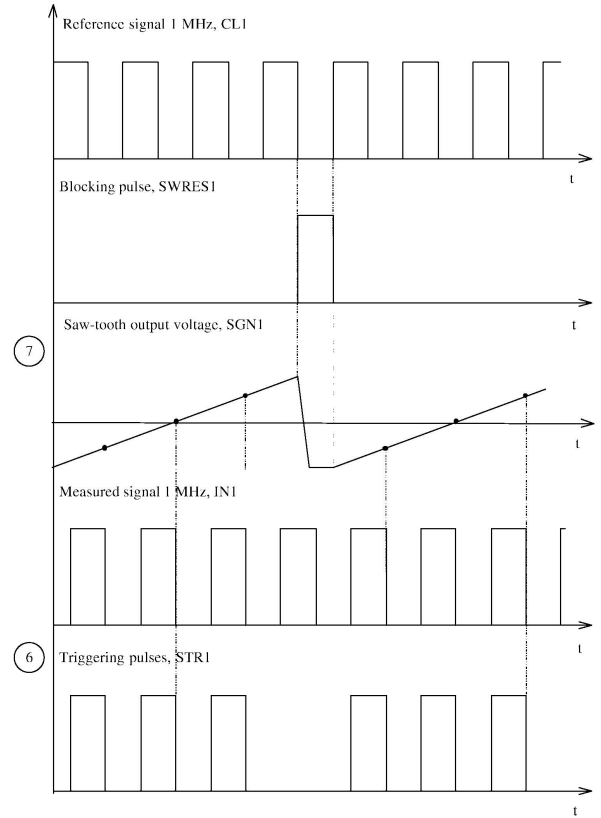 Reference signal 1 MHz, CL1
t
Blocking pulse, SWRES1
t
Saw-tooth output voltage, SGN1
7
t
Measured signal 1 MHz, IN1
t
6
Triggering pulses, STR1
t